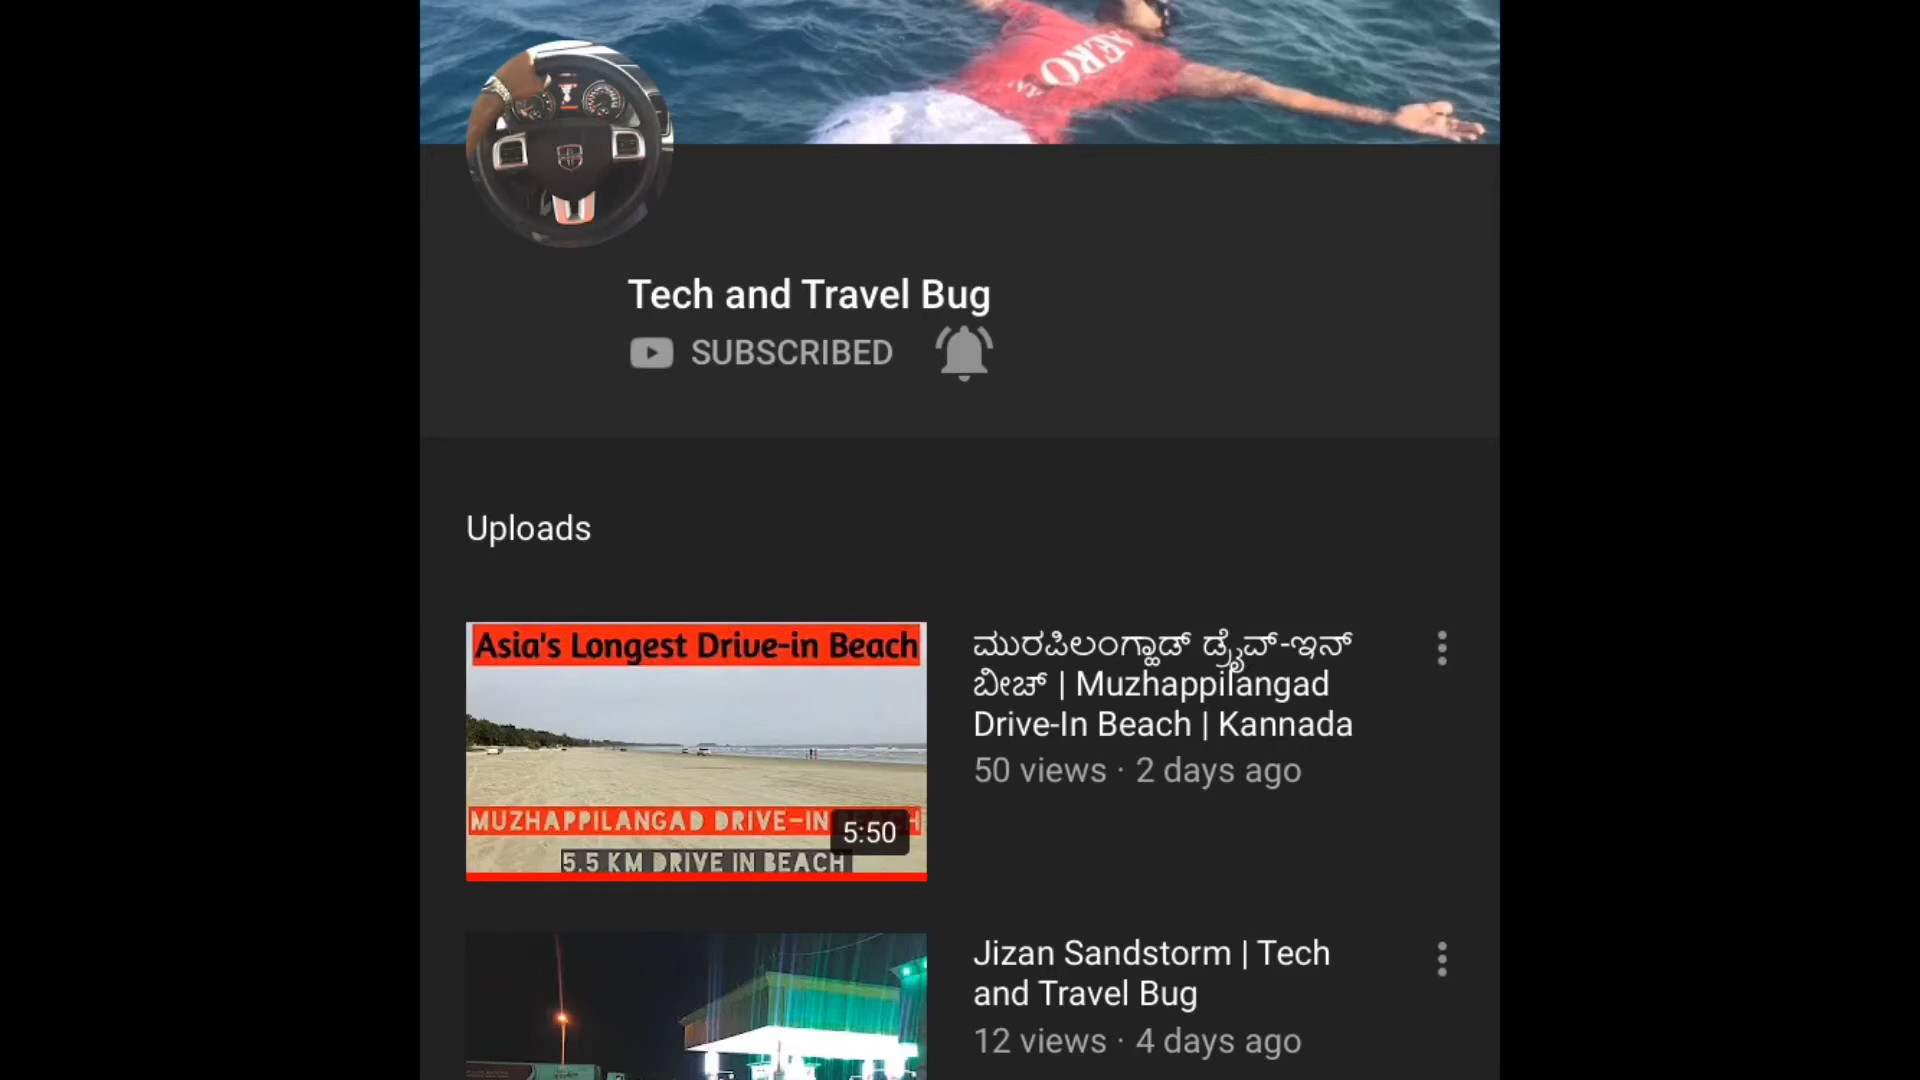 AERO
Tech and Travel Bug
SUBSCRIBED
Uploads
Asia's Longest Drive-in Beach
MUZHAPPILANGAD DRIVE-IN
5:50
5.5 KM DRIVE IN BEACH
ಮುರಪಿಲಂಗ್ಹಾಡ್ ಡ್ರೈವ್-ಇನ್
ಬೀಚ್ | Muzhappilangad
Drive-In Beach | Kannada
50 views · 2 days ago
Jizan Sandstorm | Tech
and Travel Bug
12 views · 4 days ago